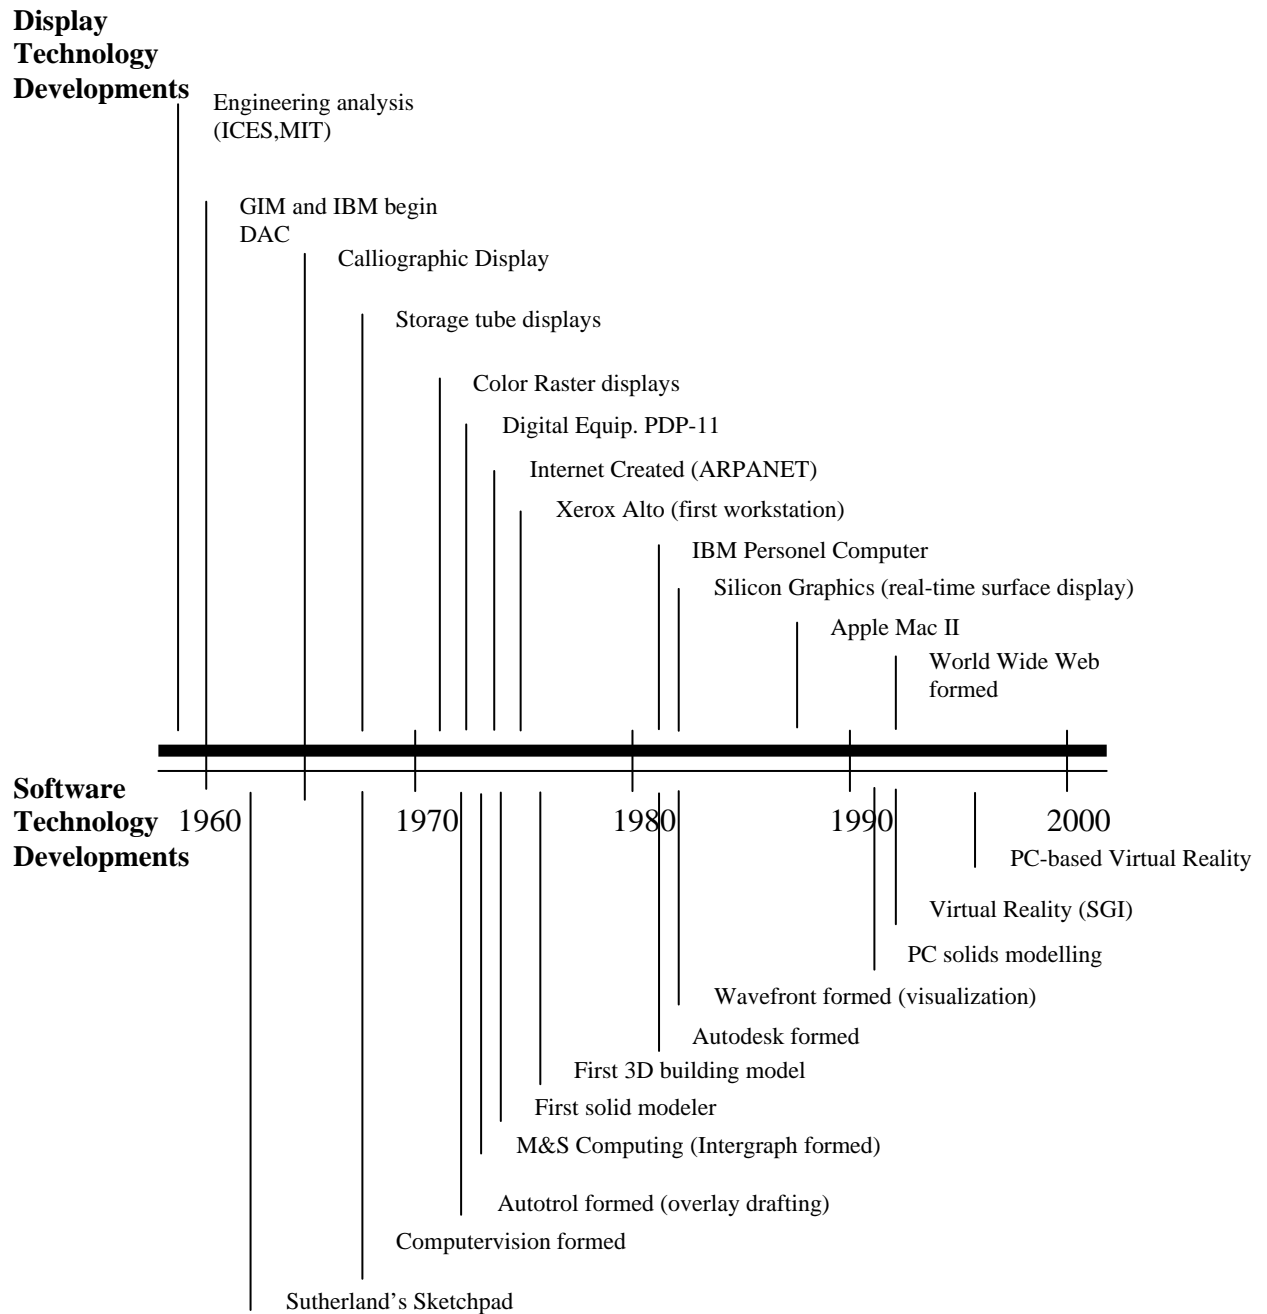 Display
Technology
Developments
Engineering analysis
(ICES,MIT)
GIM and IBM begin
DAC
Calliographic Display
Storage tube displays
Color Raster displays
Digital Equip. PDP-11
Internet Created (ARPANET)
Xerox Alto (first workstation)
IBM Personel Computer
Silicon Graphics (real-time surface display)
Apple Mac II
World Wide Web
formed
Software
Technology
Developments
1960
1970
1980
1990
2000
PC-based Virtual Reality
Virtual Reality (SGI)
PC solids modelling
Wavefront formed (visualization)
Autodesk formed
First 3D building model
First solid modeler
M&S Computing (Intergraph formed)
Autotrol formed (overlay drafting)
Computervision formed
Sutherland’s Sketchpad